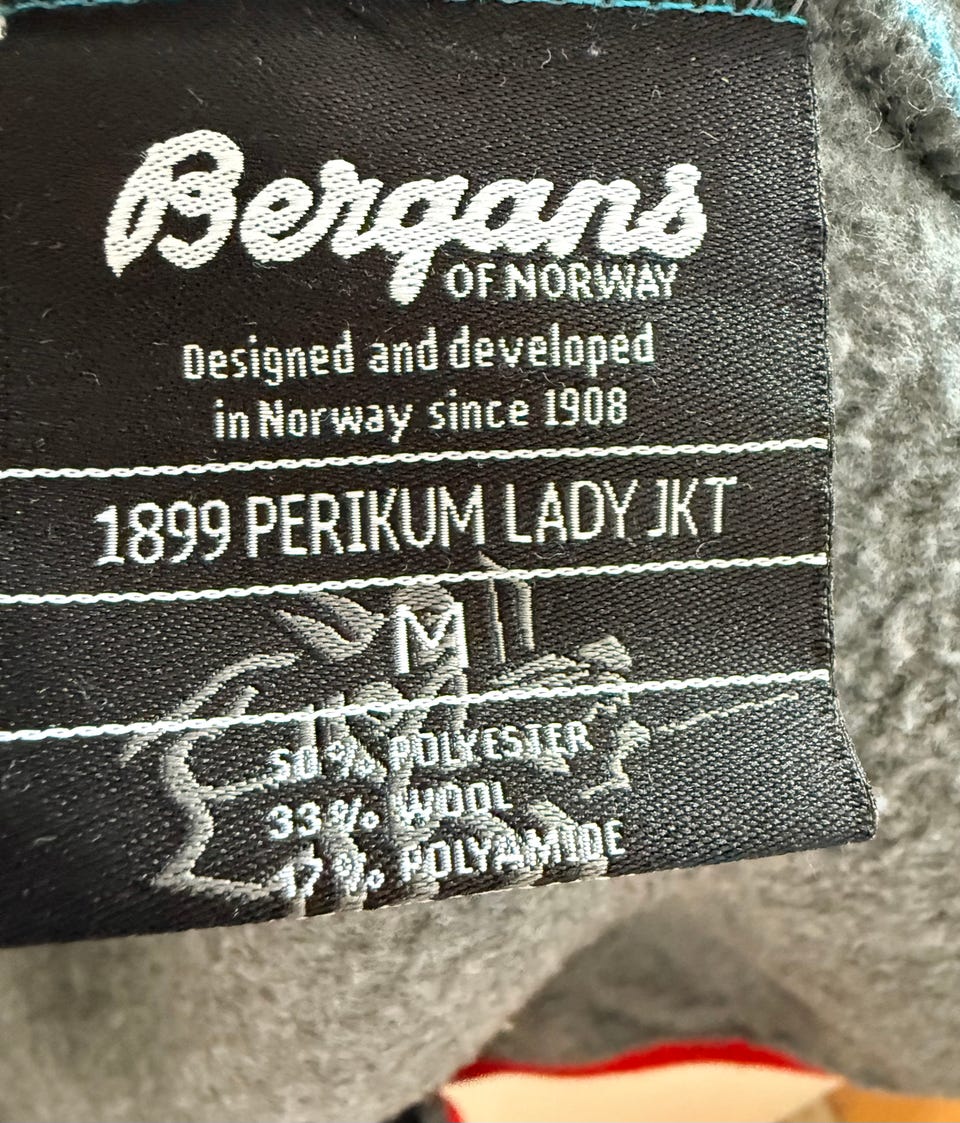 Bergans
OF NORWAY
Designed and developed
in Norway since 1908
1899 PERIKUM LADY JKT
M
50 % POLYESTER
33 % WOOL
17 % POLYAMIDE